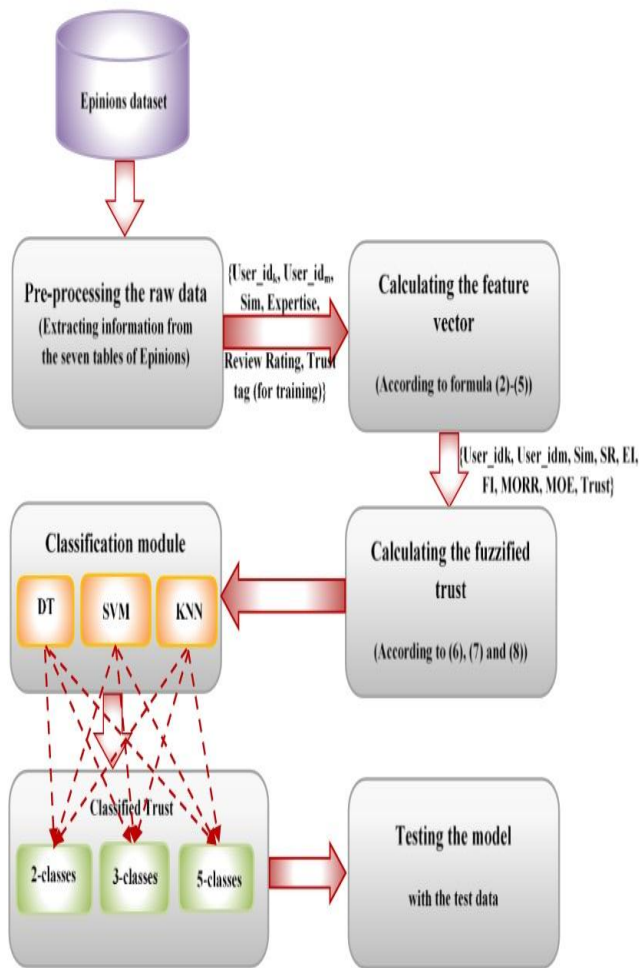 Epinions dataset
Pre-processing the raw data
(Extracting information from
the seven tables of Epinions)
{User_idk, User_idm,
Sim, Expertise,
Review Rating, Trust
tag (for training)}
Calculating the feature
vector
(According to formula (2)-(5))
{User_idk, User_idm, Sim, SR, EI,
FI, MORR, MOE, Trust}
Calculating the fuzzified
trust
(According to (6), (7) and (8))
Classification module
DT
SVM
KNN
Classified Trust
2-classes
3-classes
5-classes
Testing the model
with the test data